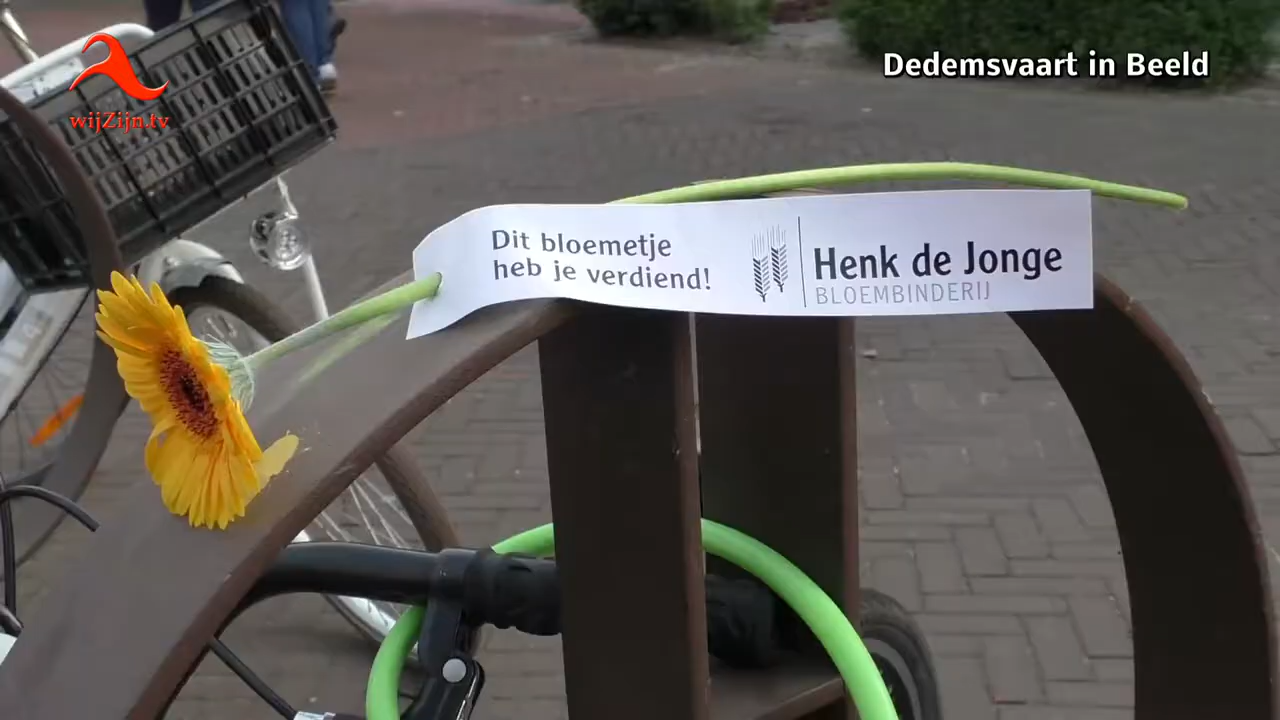 wijZijn.tv
Dedemsvaart in Beeld
Dit bloemetje
heb je verdiend!
Henk de Jonge
BLOEMBINDERIJ